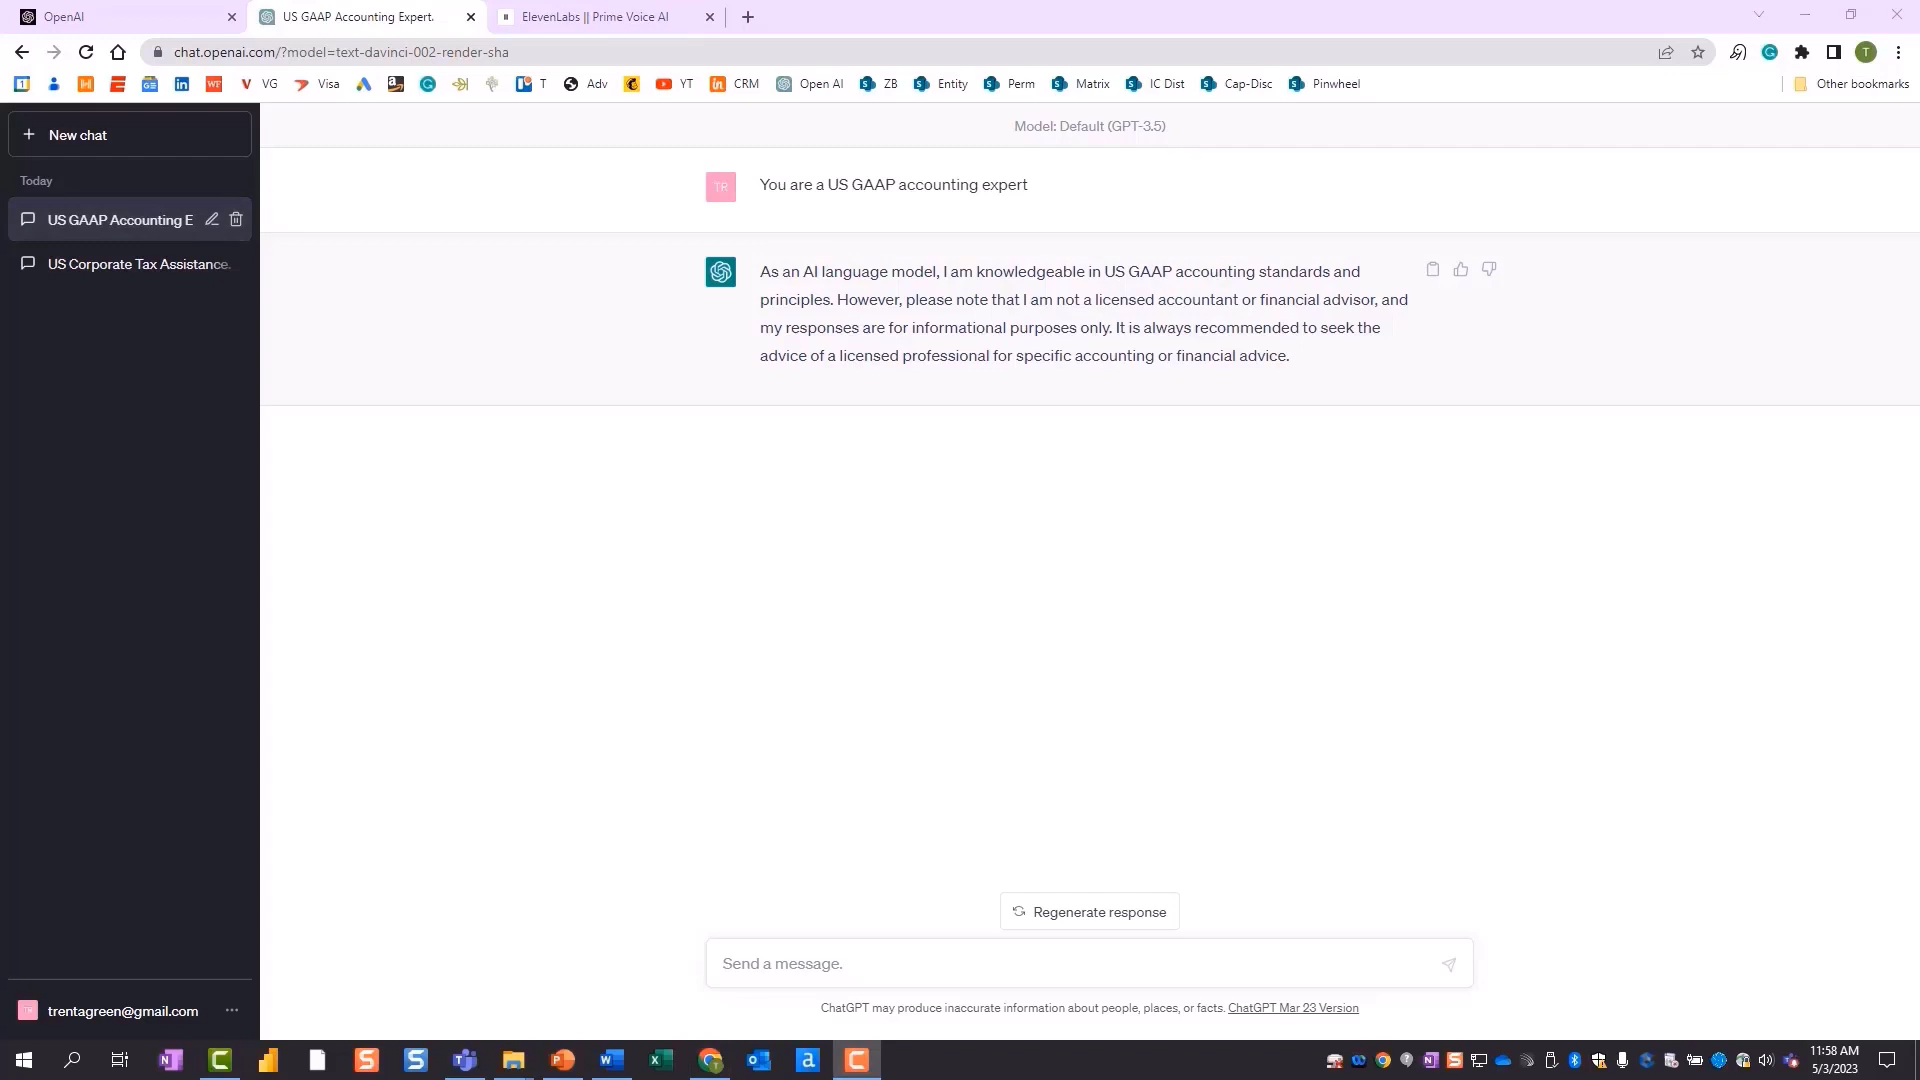 OpenAI
US GAAP Accounting Expert.
ElevenLabs || Prime Voice AI
chat.openai.com/?model=text-davinci-002-render-sha
VG
Visa
T
Adv
YT
CRM
Open AI
ZB
Entity
Perm
Matrix
IC Dist
Cap-Disc
Pinwheel
Other bookmarks
New chat
Model: Default (GPT-3.5)
Today
US GAAP Accounting E
US Corporate Tax Assistance.
TR
You are a US GAAP accounting expert
As an AI language model, I am knowledgeable in US GAAP accounting standards and
principles. However, please note that I am not a licensed accountant or financial advisor, and
my responses are for informational purposes only. It is always recommended to seek the
advice of a licensed professional for specific accounting or financial advice.
Regenerate response
Send a message.
ChatGPT may produce inaccurate information about people, places, or facts. ChatGPT Mar 23 Version
trentagreen@gmail.com
11:58 AM
5/3/2023